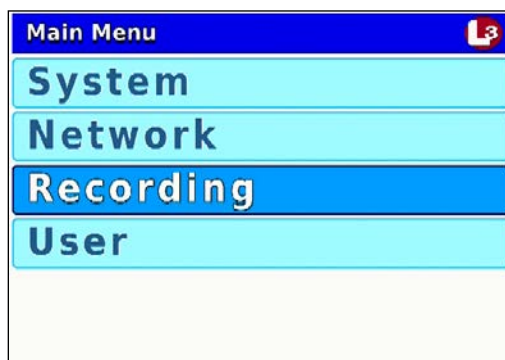 Main Menu
L3
System
Network
Recording
User